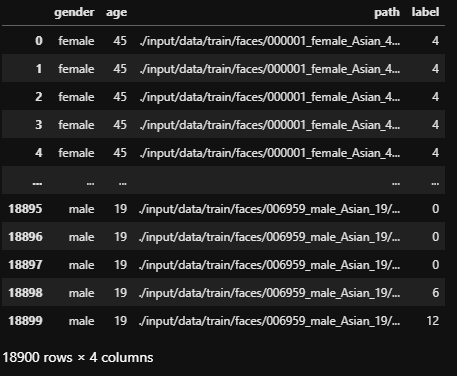 gender age path label
0 female 45 ./input/data/train/faces/000001_female_Asian_4... 4
1 female 45 ./input/data/train/faces/000001_female_Asian_4... 4
2 female 45 ./input/data/train/faces/000001_female_Asian_4... 4
3 female 45 ./input/data/train/faces/000001_female_Asian_4... 4
4 female 45 ./input/data/train/faces/000001_female_Asian_4... 4
... ... ... ... ...
18895 male 19 ./input/data/train/faces/006959_male_Asian_19/... 0
18896 male 19 ./input/data/train/faces/006959_male_Asian_19/... 0
18897 male 19 ./input/data/train/faces/006959_male_Asian_19/... 0
18898 male 19 ./input/data/train/faces/006959_male_Asian_19/... 6
18899 male 19 ./input/data/train/faces/006959_male_Asian_19/... 12
18900 rows × 4 columns